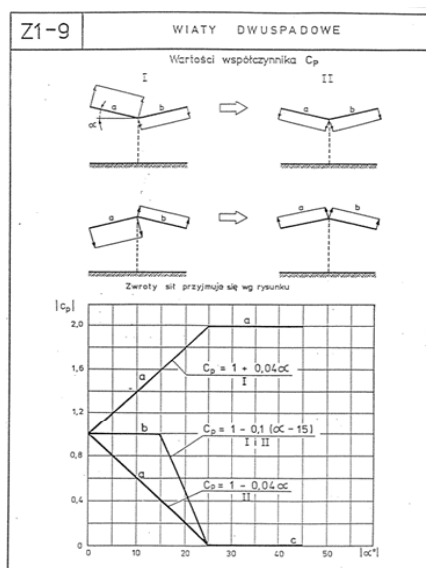 Z1-9
WIATY DWUSPADOWE
Wartości współczynnika Cp
I
II
a
b
α
a
b
a
b
a
b
Zwroty sił przyjmuje się wg rysunku
|Cp|
2,0
1,6
1,2
1,0
0,8
0,4
0
a
a
Cp = 1 + 0,04α
I
b
Cp = 1 - 0,1 (α - 15)
I i II
a
Cp = 1 - 0,04α
II
c
0
10
20
30
40
50
|α°|